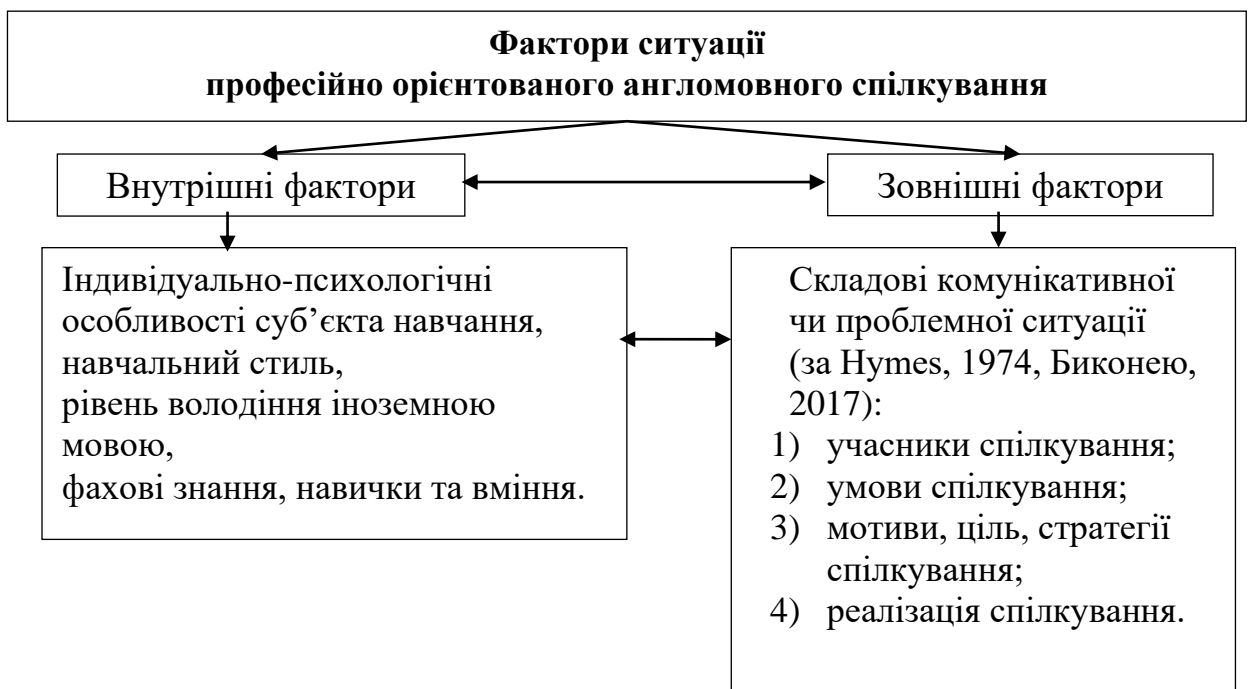 Фактори ситуації
професійно орієнтованого англомовного спілкування
Внутрішні фактори
Зовнішні фактори
Індивідуально-психологічні
особливості суб’єкта навчання,
навчальний стиль,
рівень володіння іноземною
мовою,
фахові знання, навички та вміння.
Складові комунікативної
чи проблемної ситуації
(за Hymes, 1974, Биконею,
2017):
1) учасники спілкування;
2) умови спілкування;
3) мотиви, ціль, стратегії
спілкування;
4) реалізація спілкування.